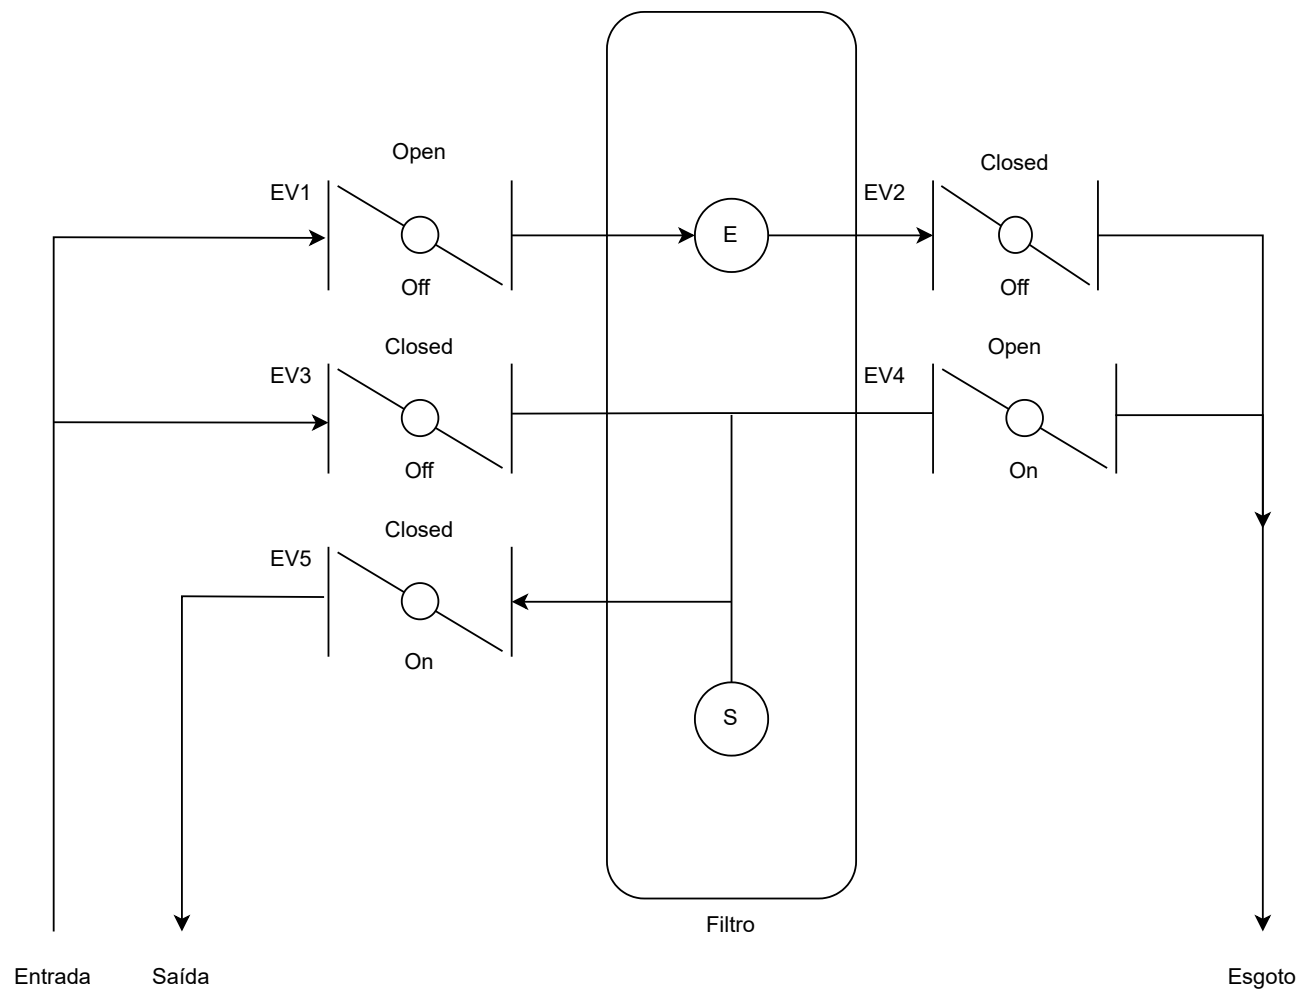 Open
EV1
Off
E
Closed
EV2
Off
Closed
EV3
Off
Open
EV4
On
Closed
EV5
On
S
Filtro
Entrada
Saída
Esgoto